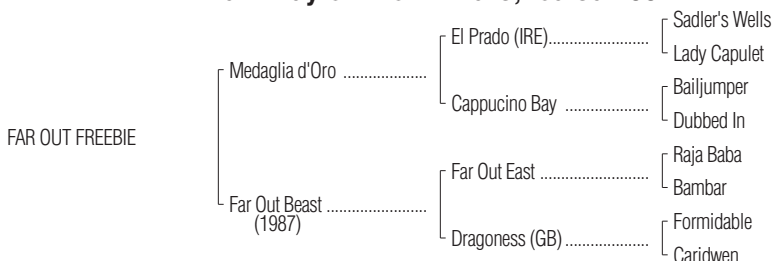 Sadler's Wells
El Prado (IRE)......................
Lady Capulet
Medaglia d'Oro ..................
Bailjumper
Cappucino Bay ..................
Dubbed In
FAR OUT FREEBIE
Raja Baba
Far Out East .......................
Bambar
Far Out Beast ......................
(1987)
Formidable
Dragoness (GB)..................
Caridwen